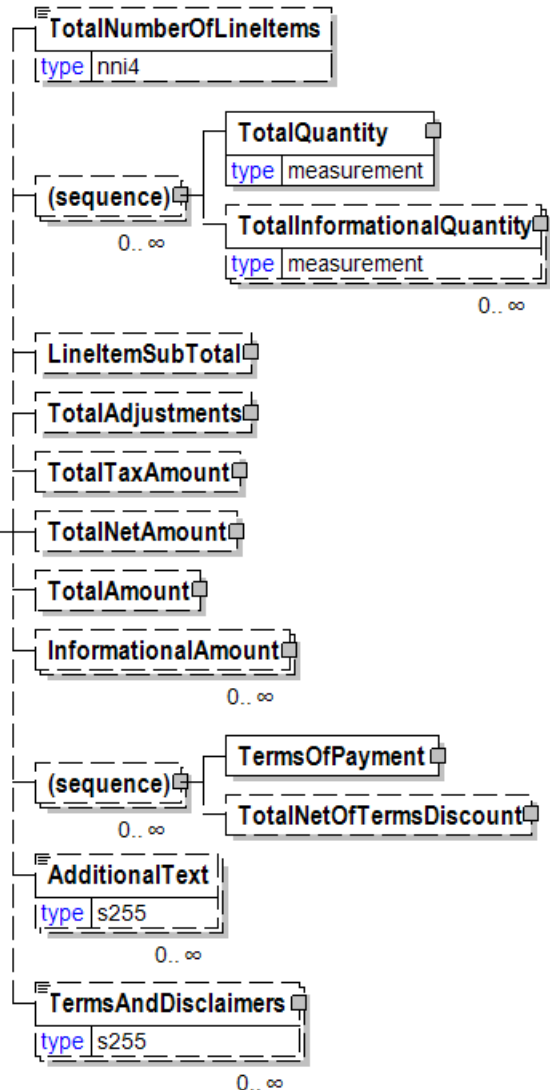 TotalNumberOfLineItems
type nni4
TotalQuantity
type measurement
(sequence)
0.. ∞
TotalInformationalQuantity
type measurement
0.. ∞
LineItemSubTotal
TotalAdjustments
TotalTaxAmount
TotalNetAmount
TotalAmount
InformationalAmount
0.. ∞
TermsOfPayment
(sequence)
0.. ∞
TotalNetOfTermsDiscount
AdditionalText
type s255
0.. ∞
TermsAndDisclaimers
type s255
0.. ∞